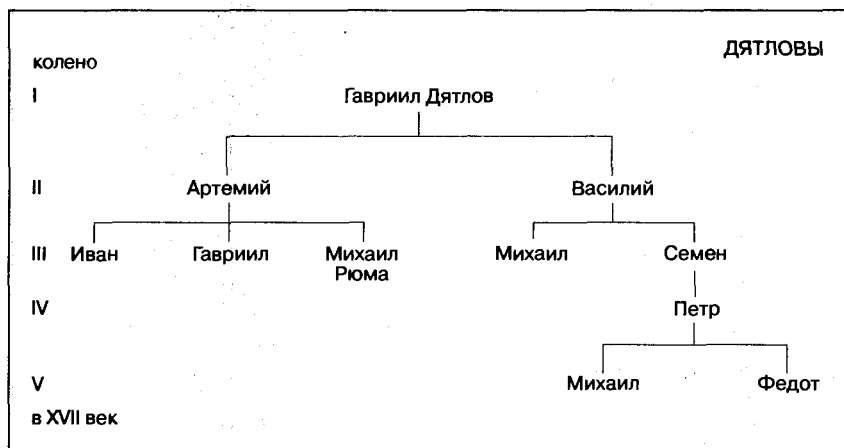 ДЯТЛОВЫ
колено
I Гавриил Дятлов
II Артемий Василий
III Иван Гавриил Михаил Михаил Семен
Рюма
IV Петр
V Михаил Федот
в XVII век